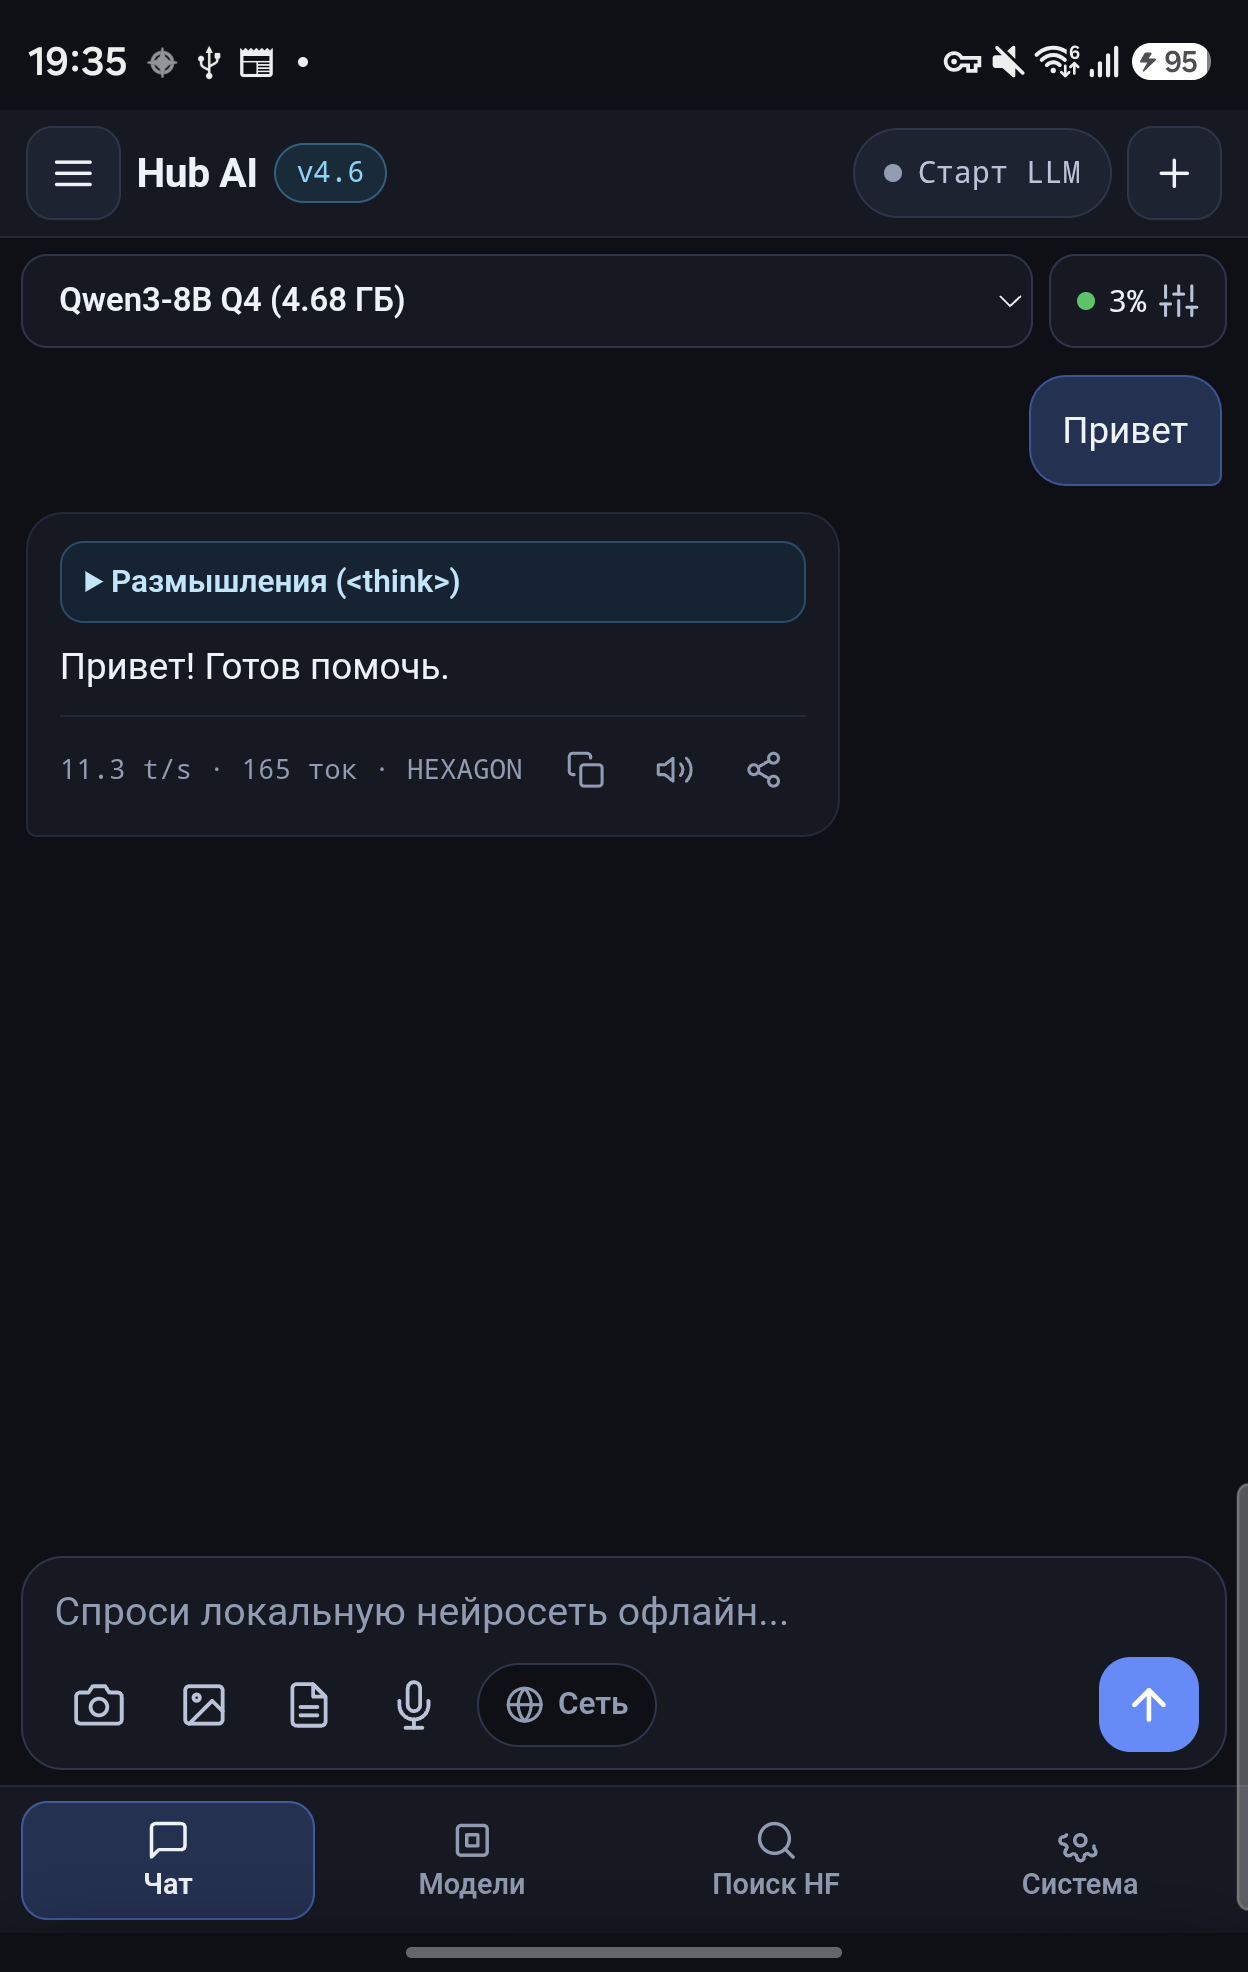 19:35
6
95
Hub AI
v4.6
Старт LLM
Qwen3-8B Q4 (4.68 ГБ)
3%
Привет
Размышления (<think>)
Привет! Готов помочь.
11.3 t/s · 165 ток · HEXAGON
Спроси локальную нейросеть офлайн...
Сеть
Чат
Модели
Поиск HF
Система